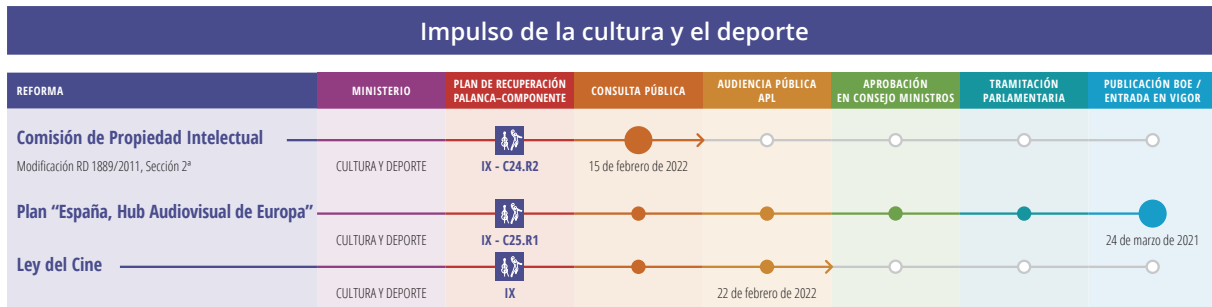 Impulso de la cultura y el deporte
REFORMA
MINISTERIO
PLAN DE RECUPERACIÓN
PALANCA–COMPONENTE
CONSULTA PÚBLICA
AUDIENCIA PÚBLICA
APL
APROBACIÓN
EN CONSEJO MINISTROS
TRAMITACIÓN
PARLAMENTARIA
PUBLICACIÓN BOE /
ENTRADA EN VIGOR
Comisión de Propiedad Intelectual
Modificación RD 1889/2011, Sección 2ª
CULTURA Y DEPORTE
IX - C24.R2
15 de febrero de 2022
Plan “España, Hub Audiovisual de Europa”
CULTURA Y DEPORTE
IX - C25.R1
24 de marzo de 2021
Ley del Cine
CULTURA Y DEPORTE
IX
22 de febrero de 2022